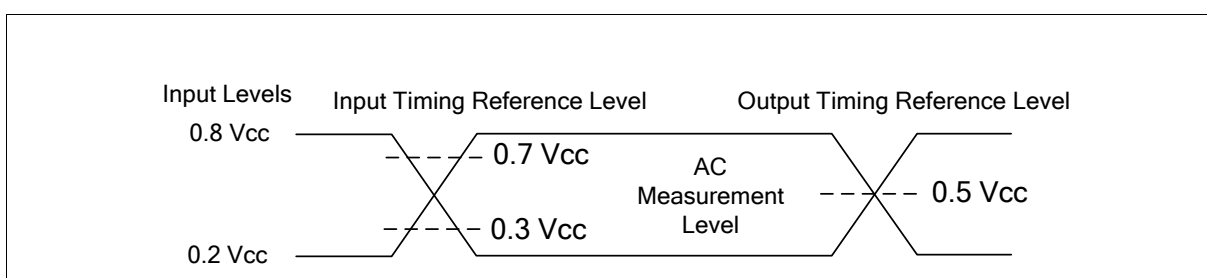 Input Levels
Input Timing Reference Level
Output Timing Reference Level
0.8 Vcc
0.7 Vcc
AC
Measurement
Level
0.5 Vcc
0.3 Vcc
0.2 Vcc